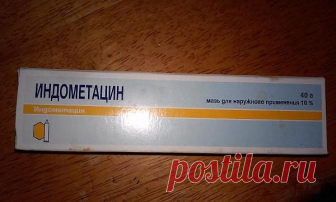 ИНДОМЕТАЦИН
40 г
мазь для наружного применения 10 %
Индометацин
postila.ru